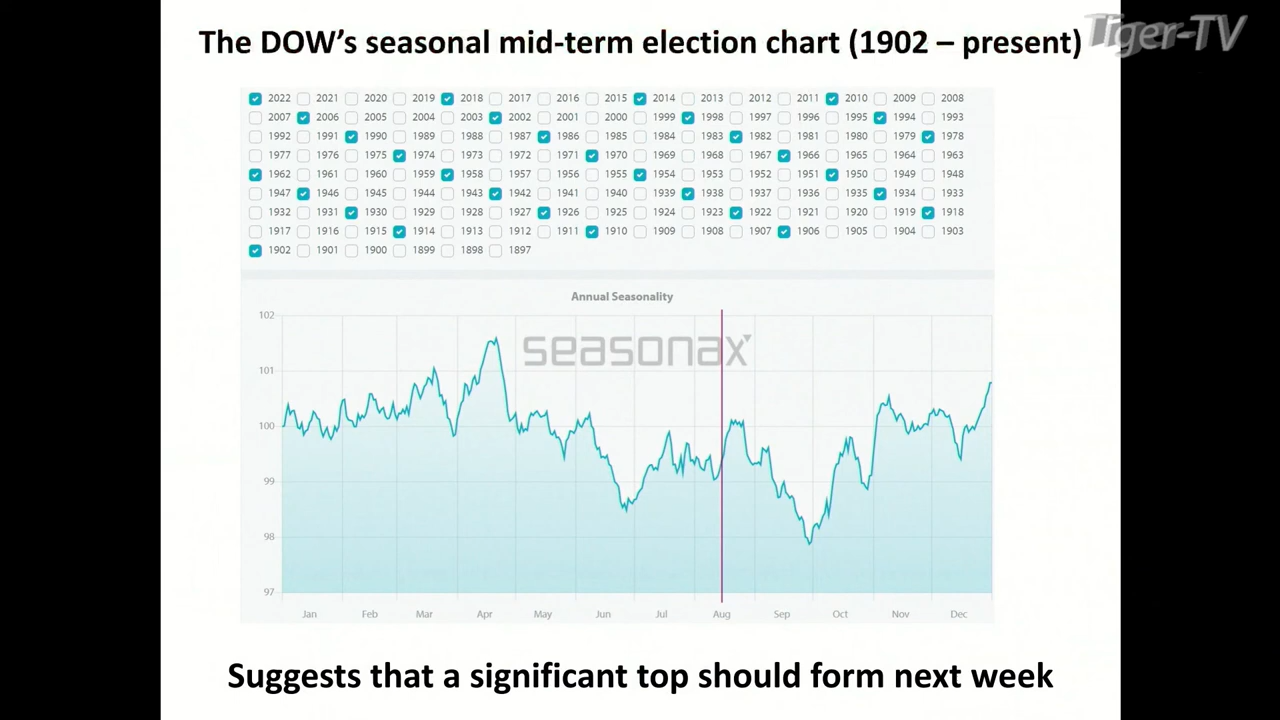 The DOW's seasonal mid-term election chart (1902 – present)
Tiger-TV
2022 2021 2020 2019 2018 2017 2016 2015 2014 2013 2012 2011 2010 2009 2008
2007 2006 2005 2004 2003 2002 2001 2000 1999 1998 1997 1996 1995 1994 1993
1992 1991 1990 1989 1988 1987 1986 1985 1984 1983 1982 1981 1980 1979 1978
1977 1976 1975 1974 1973 1972 1971 1970 1969 1968 1967 1966 1965 1964 1963
1962 1961 1960 1959 1958 1957 1956 1955 1954 1953 1952 1951 1950 1949 1948
1947 1946 1945 1944 1943 1942 1941 1940 1939 1938 1937 1936 1935 1934 1933
1932 1931 1930 1929 1928 1927 1926 1925 1924 1923 1922 1921 1920 1919 1918
1917 1916 1915 1914 1913 1912 1911 1910 1909 1908 1907 1906 1905 1904 1903
1902 1901 1900 1899 1898 1897
Annual Seasonality
seasonax
102
101
100
99
98
97
Jan Feb Mar Apr May Jun Jul Aug Sep Oct Nov Dec
Suggests that a significant top should form next week